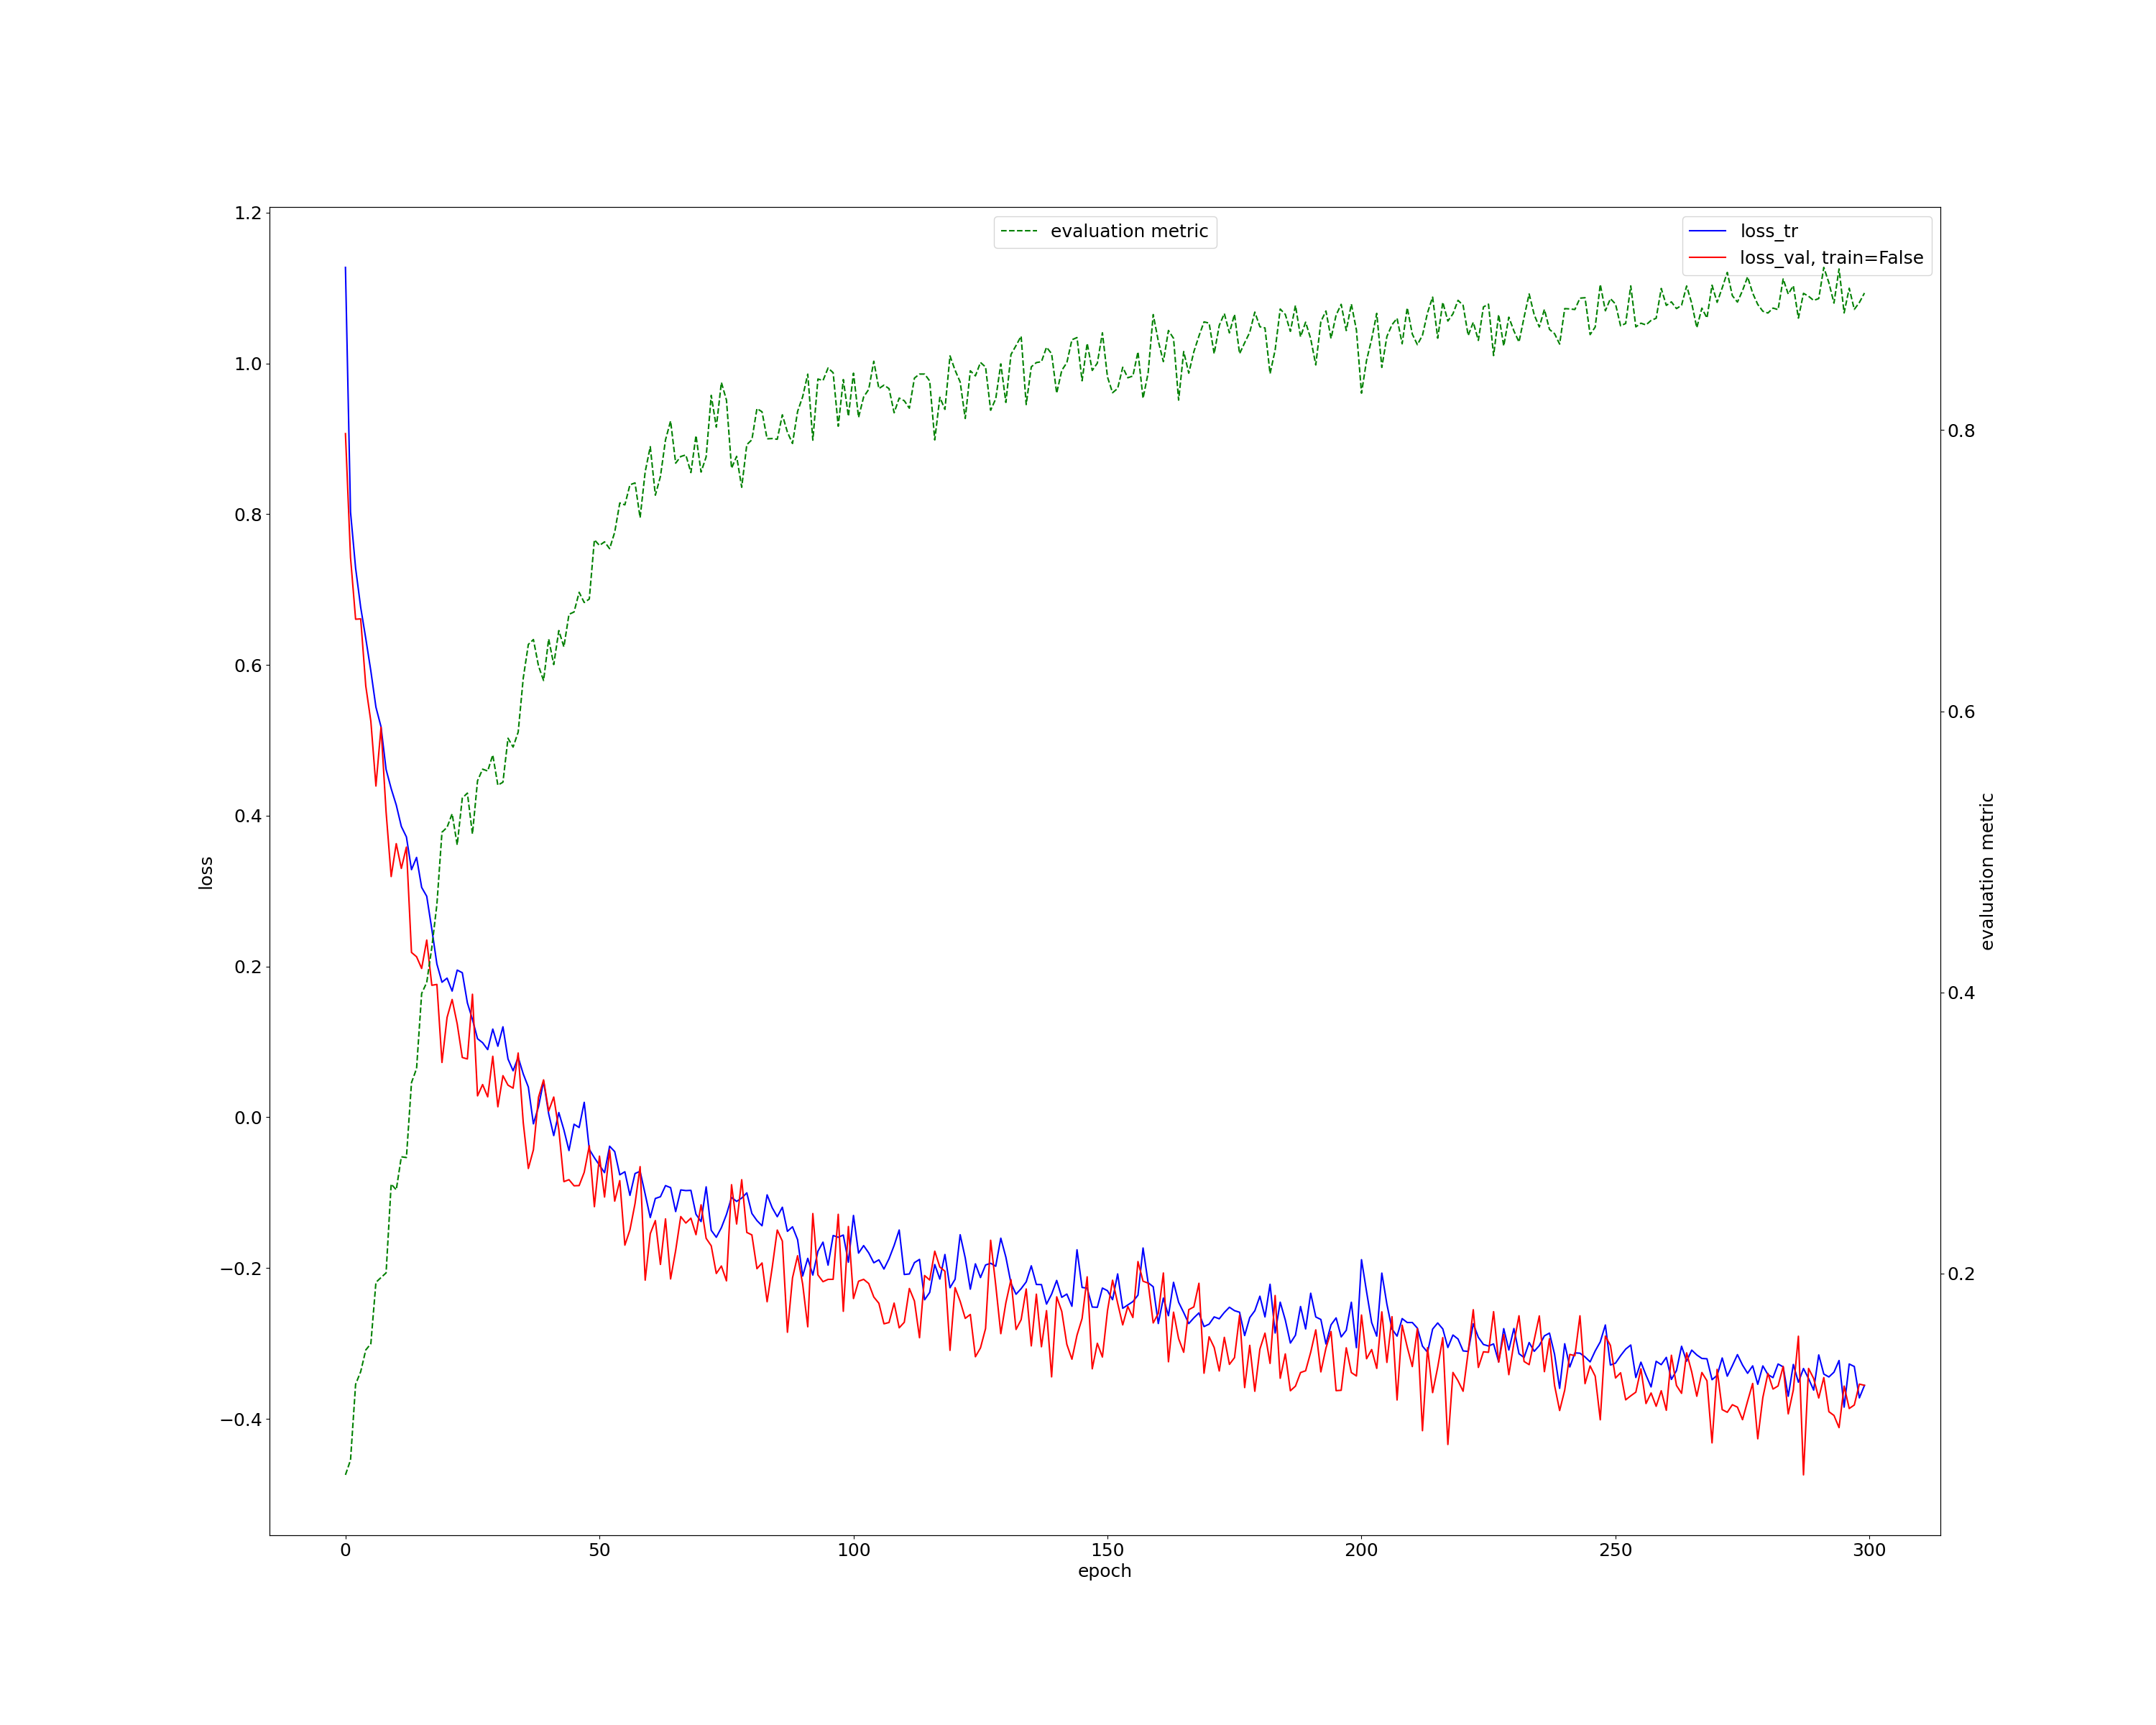 evaluation metric
loss_tr
loss_val, train=False
1.2
1.0
0.8
0.6
0.4
0.2
0.0
−0.2
−0.4
loss
0.8
0.6
0.4
0.2
evaluation metric
0 50 100 150 200 250 300
epoch